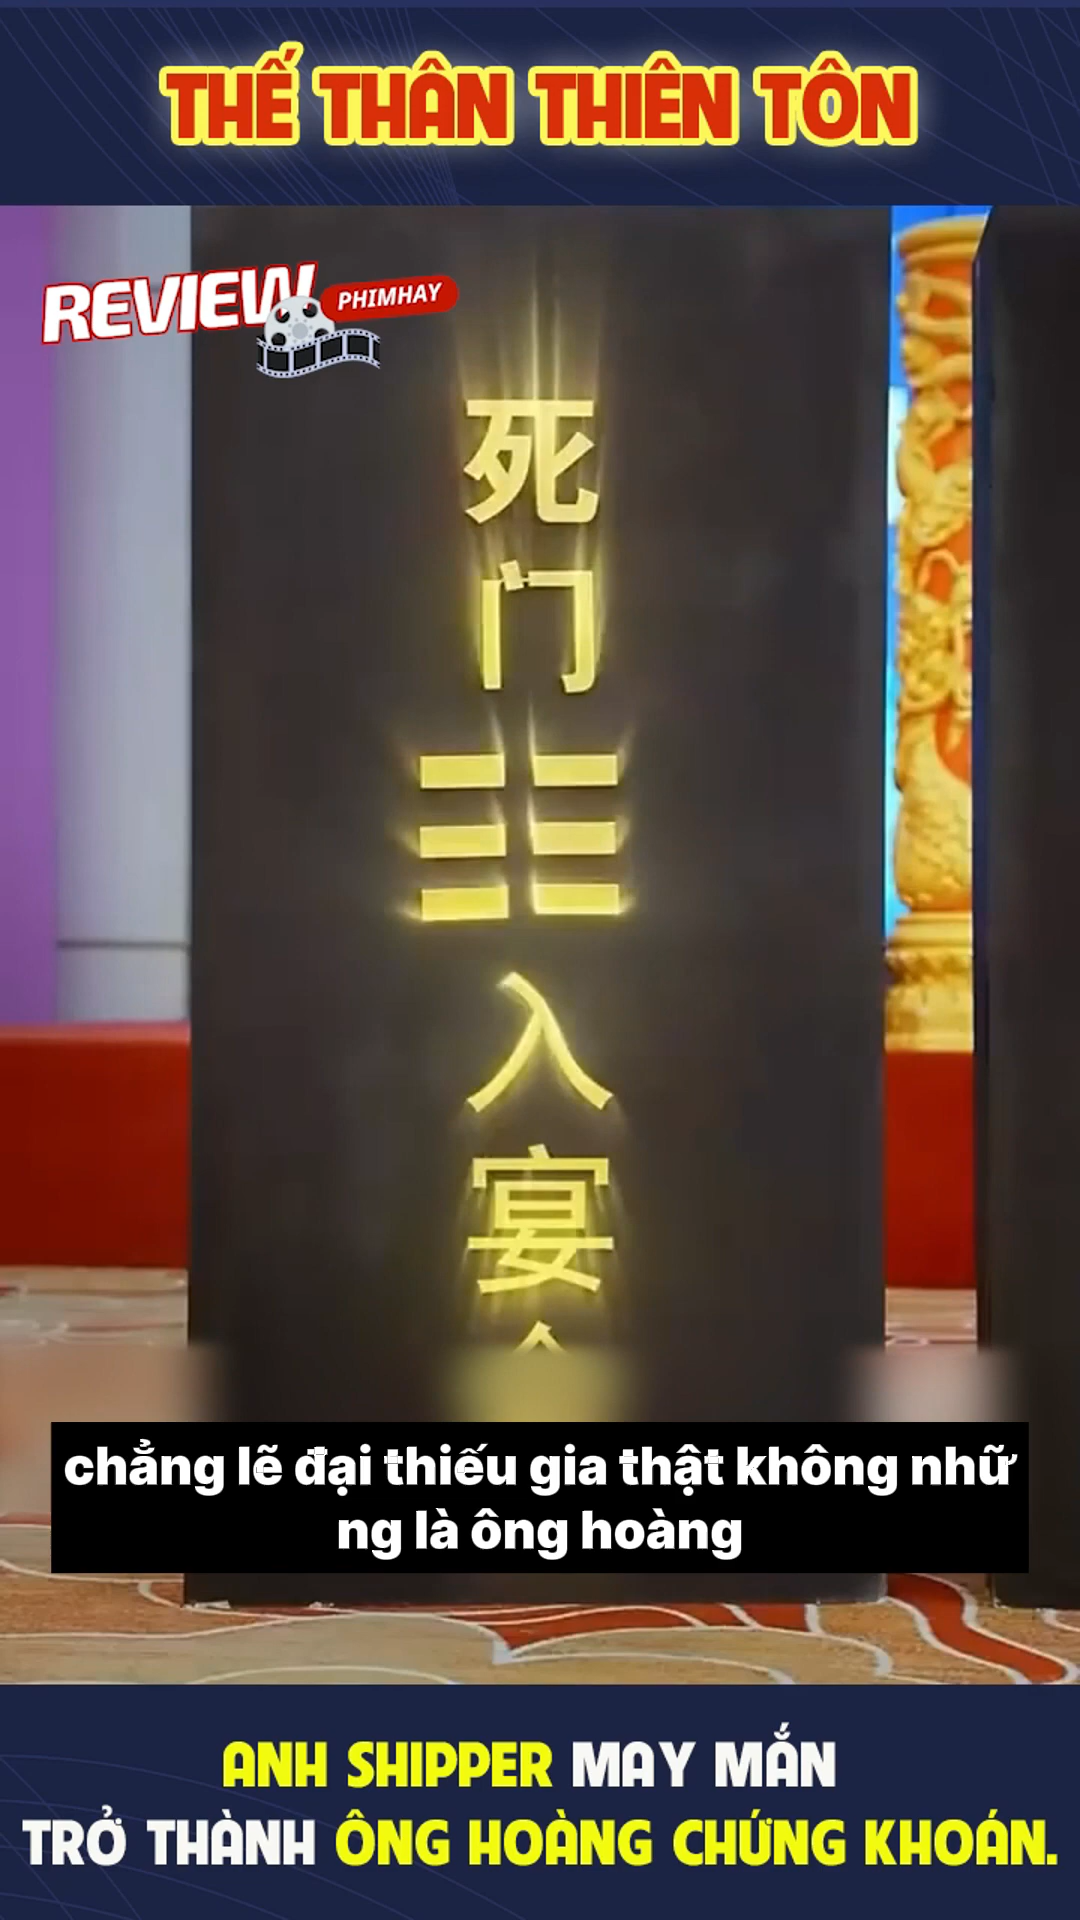 THẾ THÂN THIÊN TÔN
REVIEW
PHIMHAY
死
门
入
宴
chẳng lẽ đại thiếu gia thật không nhữ
ng là ông hoàng
ANH SHIPPER MAY MẮN
TRỞ THÀNH ÔNG HOÀNG CHỨNG KHOÁN.